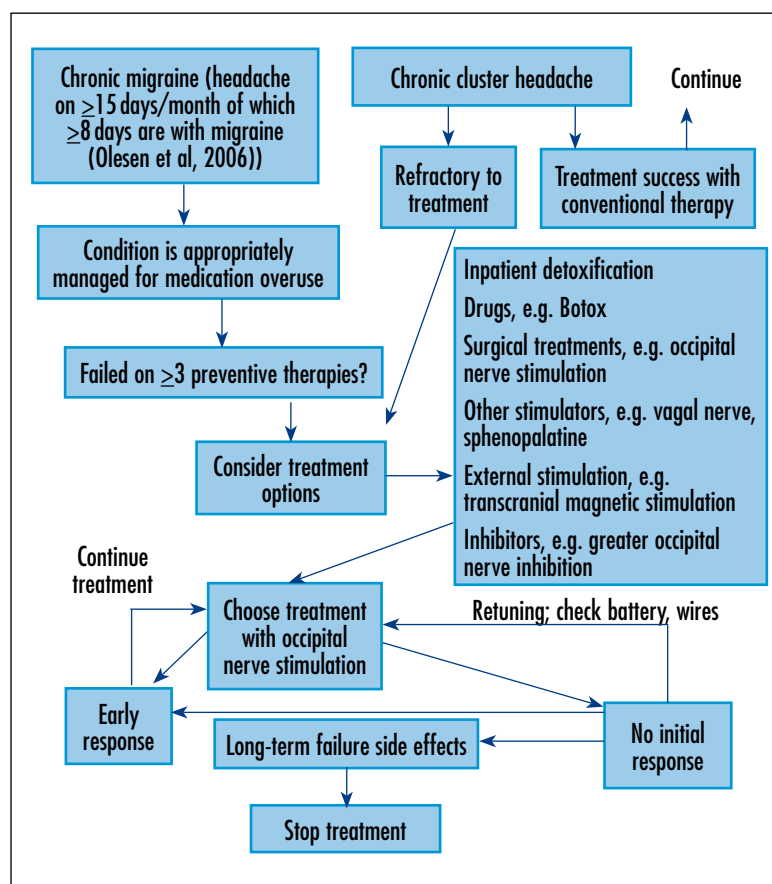 Chronic migraine (headache
on ≥15 days/month of which
≥8 days are with migraine
(Olesen et al, 2006))
Chronic cluster headache
Continue
Refractory to
treatment
Treatment success with
conventional therapy
Condition is appropriately
managed for medication overuse
Failed on ≥3 preventive therapies?
Consider treatment
options
Inpatient detoxification
Drugs, e.g. Botox
Surgical treatments, e.g. occipital
nerve stimulation
Other stimulators, e.g. vagal nerve,
sphenopalatine
External stimulation, e.g.
transcranial magnetic stimulation
Inhibitors, e.g. greater occipital
nerve inhibition
Continue
treatment
Choose treatment
with occipital
nerve stimulation
Retuning; check battery, wires
Early
response
No initial
response
Long-term failure side effects
Stop treatment